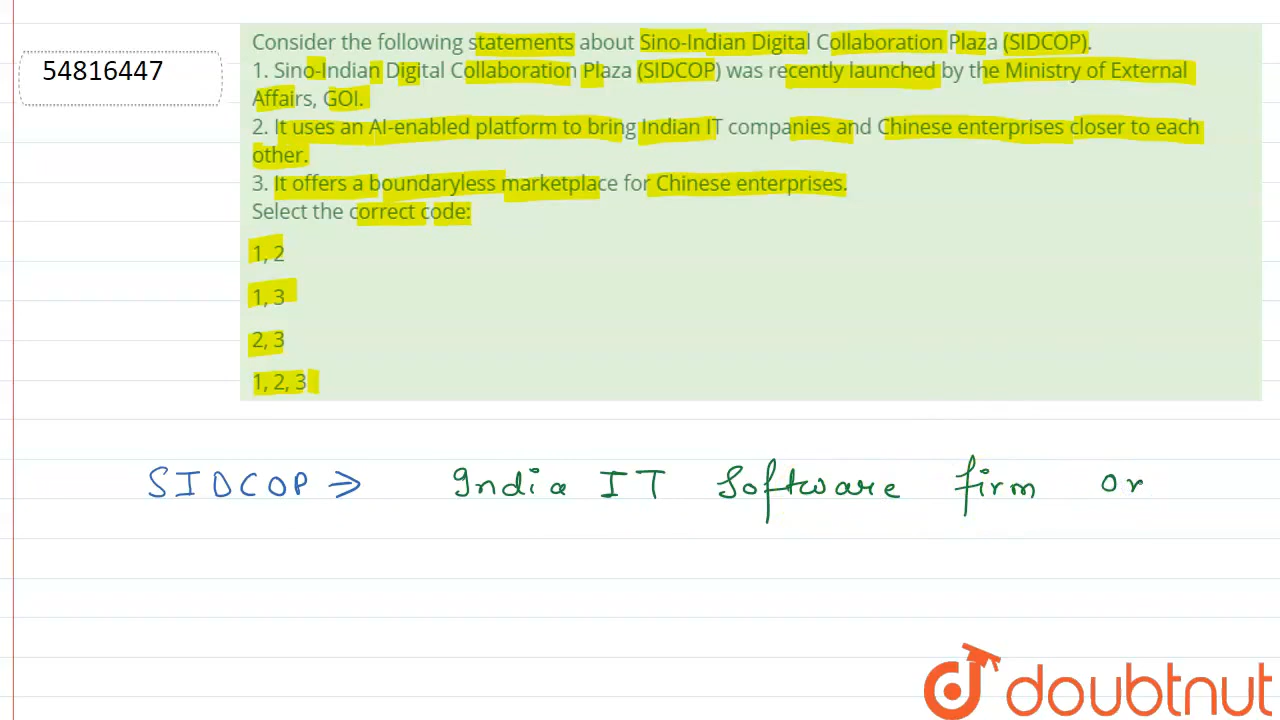 54816447
Consider the following statements about Sino-Indian Digital Collaboration Plaza (SIDCOP).
1. Sino-Indian Digital Collaboration Plaza (SIDCOP) was recently launched by the Ministry of External
Affairs, GOI.
2. It uses an AI-enabled platform to bring Indian IT companies and Chinese enterprises closer to each
other.
3. It offers a boundaryless marketplace for Chinese enterprises.
Select the correct code:
1, 2
1, 3
2, 3
1, 2, 3
SIDCOP ⇒ India IT Software firm or
doubtnut